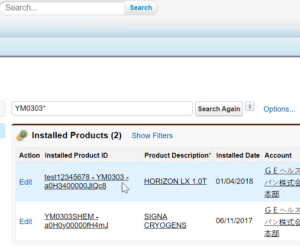 Search...
Search
YM0303*
Search Again
i
Options...
Installed Products (2)
Show Filters
Action
Installed Product ID
Product Description*
Installed Date
Account
Edit
test12345678 - YM0303 -
a0H3400000JlQc8
HORIZON LX 1.0T
01/04/2018
GEヘルス
パン株式会
本部
Edit
YM0303SHEM -
a0H0y00000fH4mJ
SIGNA
CRYOGENS
06/11/2017
GEヘルス
パン株式会
本部